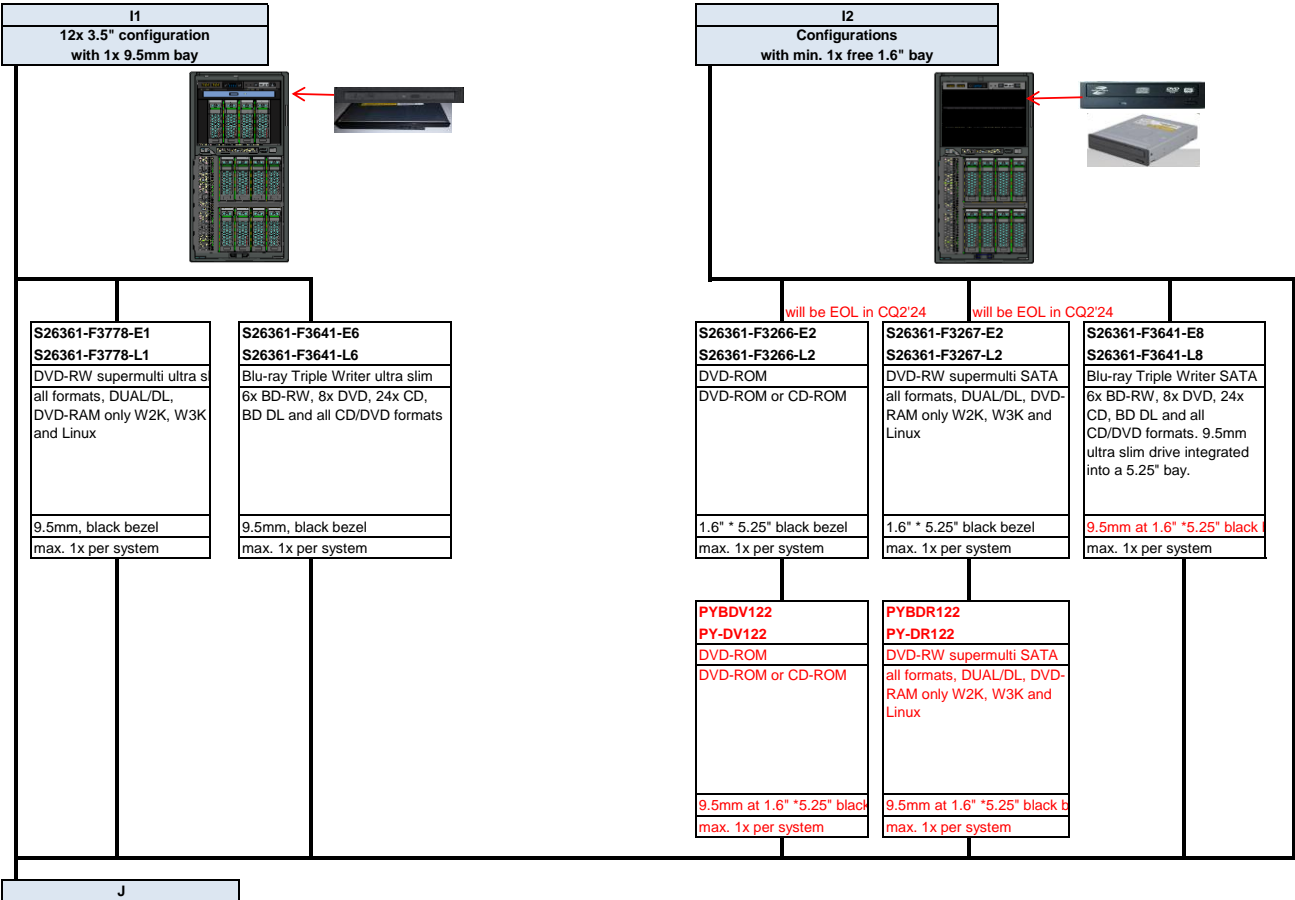 I1
12x 3.5" configuration
with 1x 9.5mm bay
I2
Configurations
with min. 1x free 1.6" bay
S26361-F3778-E1
S26361-F3778-L1
DVD-RW supermulti ultra
all formats, DUAL/DL,
DVD-RAM only W2K, W3K
and Linux
9.5mm, black bezel
max. 1x per system
S26361-F3641-E6
S26361-F3641-L6
Blu-ray Triple Writer ultra slim
6x BD-RW, 8x DVD, 24x CD,
BD DL and all CD/DVD formats
9.5mm, black bezel
max. 1x per system
will be EOL in CQ2'24
S26361-F3266-E2
S26361-F3266-L2
DVD-ROM
DVD-ROM or CD-ROM
1.6" * 5.25" black bezel
max. 1x per system
will be EOL in CQ2'24
S26361-F3267-E2
S26361-F3267-L2
DVD-RW supermulti SATA
all formats, DUAL/DL, DVD-
RAM only W2K, W3K and
Linux
1.6" * 5.25" black bezel
max. 1x per system
S26361-F3641-E8
S26361-F3641-L8
Blu-ray Triple Writer SATA
6x BD-RW, 8x DVD, 24x
CD, BD DL and all
CD/DVD formats. 9.5mm
ultra slim drive integrated
into a 5.25" bay.
9.5mm at 1.6" *5.25" black
max. 1x per system
PYBDV122
PY-DV122
DVD-ROM
DVD-ROM or CD-ROM
9.5mm at 1.6" *5.25" black
max. 1x per system
PYBDR122
PY-DR122
DVD-RW supermulti SATA
all formats, DUAL/DL, DVD-
RAM only W2K, W3K and
Linux
9.5mm at 1.6" *5.25" black
max. 1x per system
J